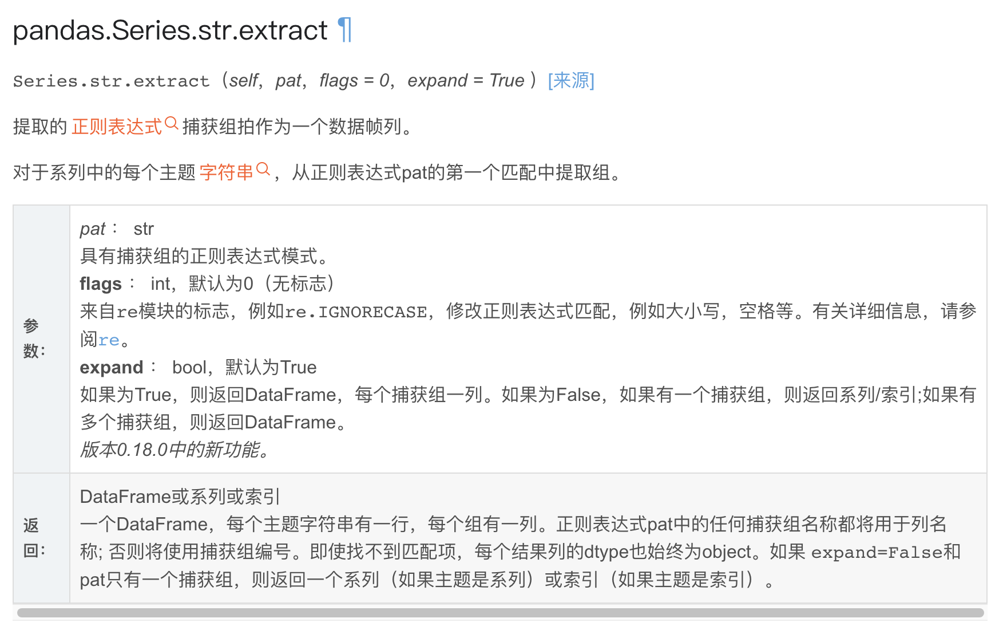 pandas.Series.str.extract ¶
Series.str.extract（self，pat，flags = 0，expand = True ）[来源]
提取的 正则表达式 捕获组拍作为一个数据帧列。
对于系列中的每个主题 字符串 ，从正则表达式pat的第一个匹配中提取组。
参数：
pat ： str
具有捕获组的正则表达式模式。
flags ： int，默认为0（无标志）
来自re模块的标志，例如re.IGNORECASE，修改正则表达式匹配，例如大小写，空格等。有关详细信息，请参
阅re。
expand ： bool，默认为True
如果为True，则返回DataFrame，每个捕获组一列。如果为False，如果有一个捕获组，则返回系列/索引;如果有
多个捕获组，则返回DataFrame。
版本0.18.0中的新功能。
返回：
DataFrame或系列或索引
一个DataFrame，每个主题字符串有一行，每个组有一列。正则表达式pat中的任何捕获组名称都将用于列名
称; 否则将使用捕获组编号。即使找不到匹配项，每个结果列的dtype也始终为object。如果 expand=False和
pat只有一个捕获组，则返回一个系列（如果主题是系列）或索引（如果主题是索引）。